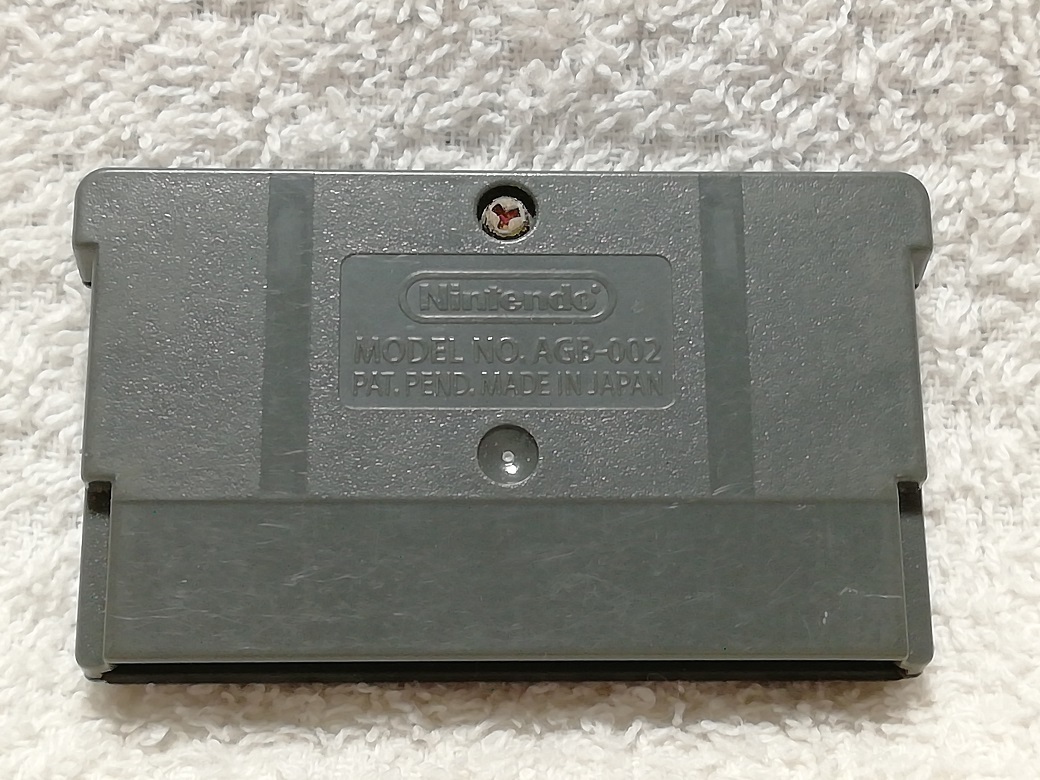 Nintendo®
MODEL NO. AGB-002
PAT. PEND. MADE IN JAPAN